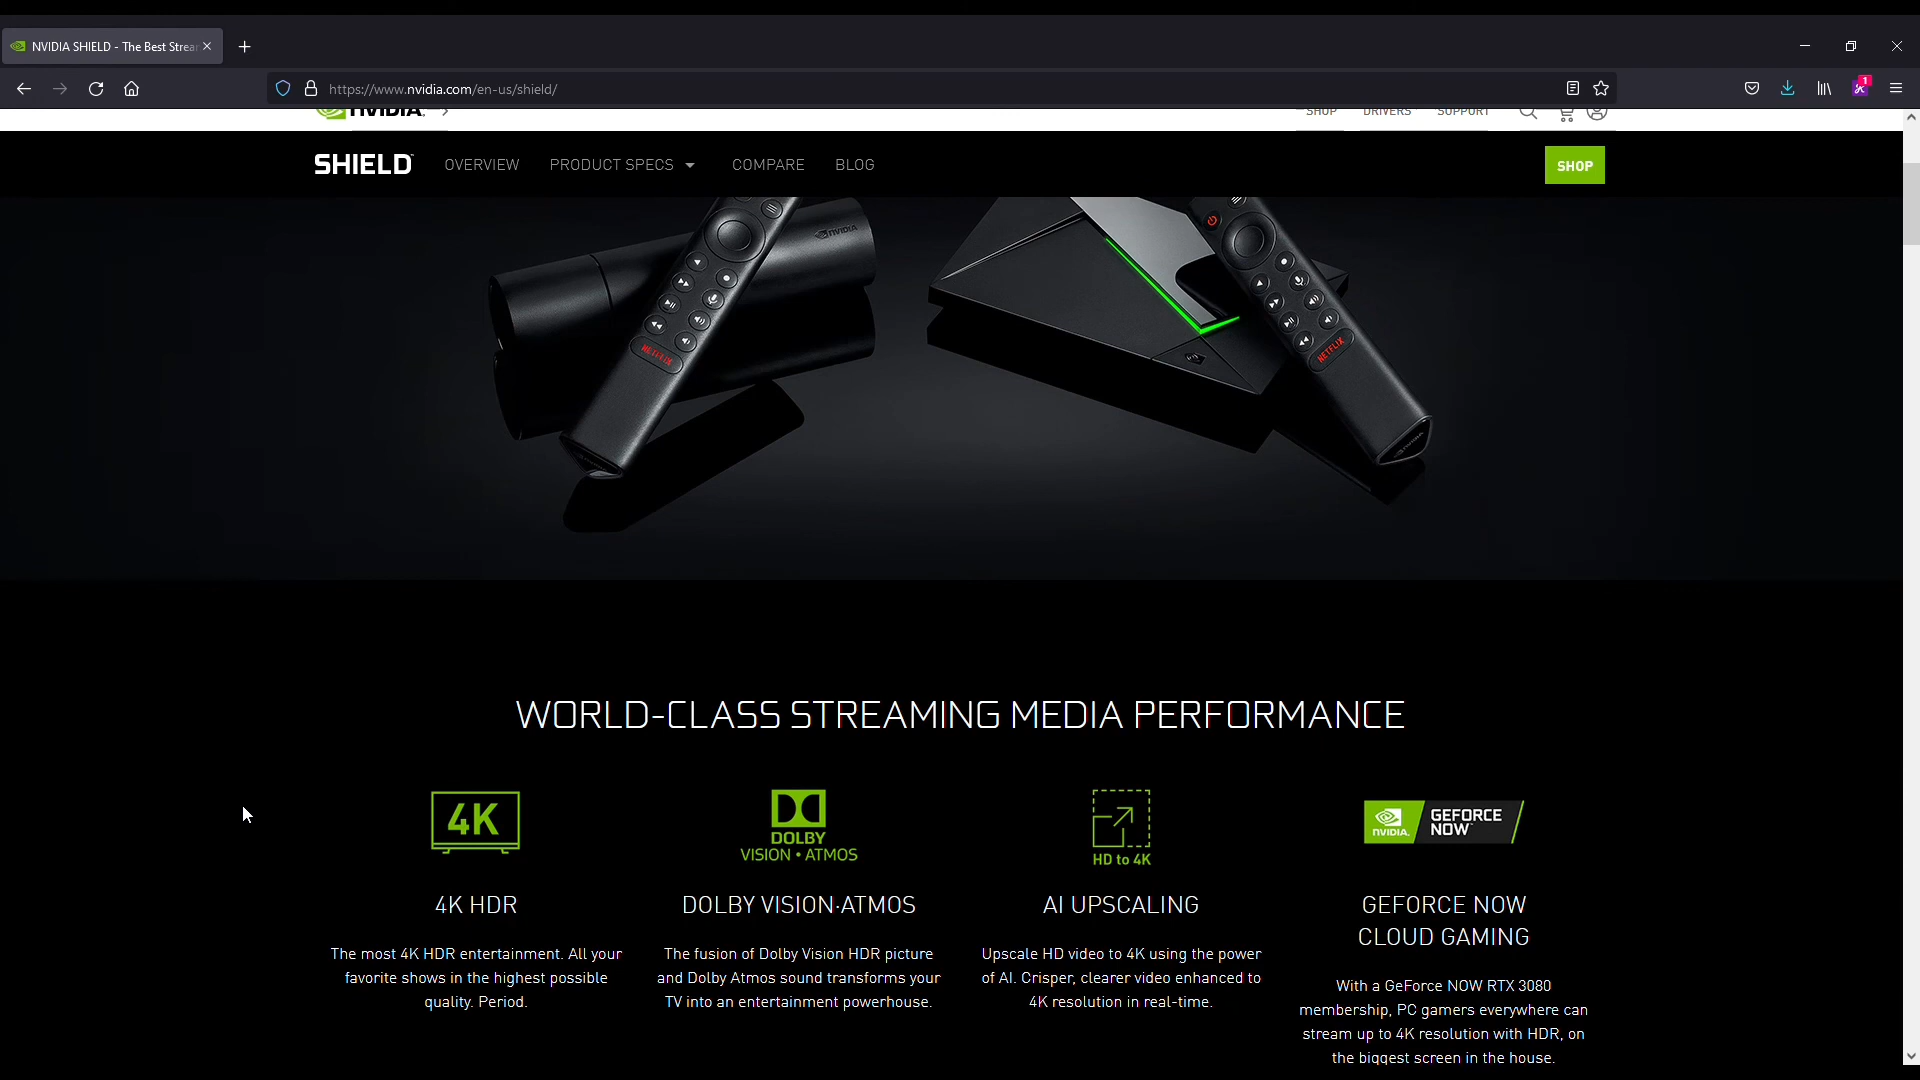 NVIDIA SHIELD - The Best Strea
https://www.nvidia.com/en-us/shield/
1
NVIDIA. SHOP DRIVERS SUPPORT
SHIELD OVERVIEW PRODUCT SPECS COMPARE BLOG SHOP
NVIDIA
NETFLIX
NETFLIX
NVIDIA
WORLD-CLASS STREAMING MEDIA PERFORMANCE
4K
DOLBY
VISION • ATMOS
HD to 4K
NVIDIA.
GEFORCE
NOW
4K HDR
The most 4K HDR entertainment. All your
favorite shows in the highest possible
quality. Period.
DOLBY VISION·ATMOS
The fusion of Dolby Vision HDR picture
and Dolby Atmos sound transforms your
TV into an entertainment powerhouse.
AI UPSCALING
Upscale HD video to 4K using the power
of AI. Crisper, clearer video enhanced to
4K resolution in real-time.
GEFORCE NOW
CLOUD GAMING
With a GeForce NOW RTX 3080
membership, PC gamers everywhere can
stream up to 4K resolution with HDR, on
the biggest screen in the house.